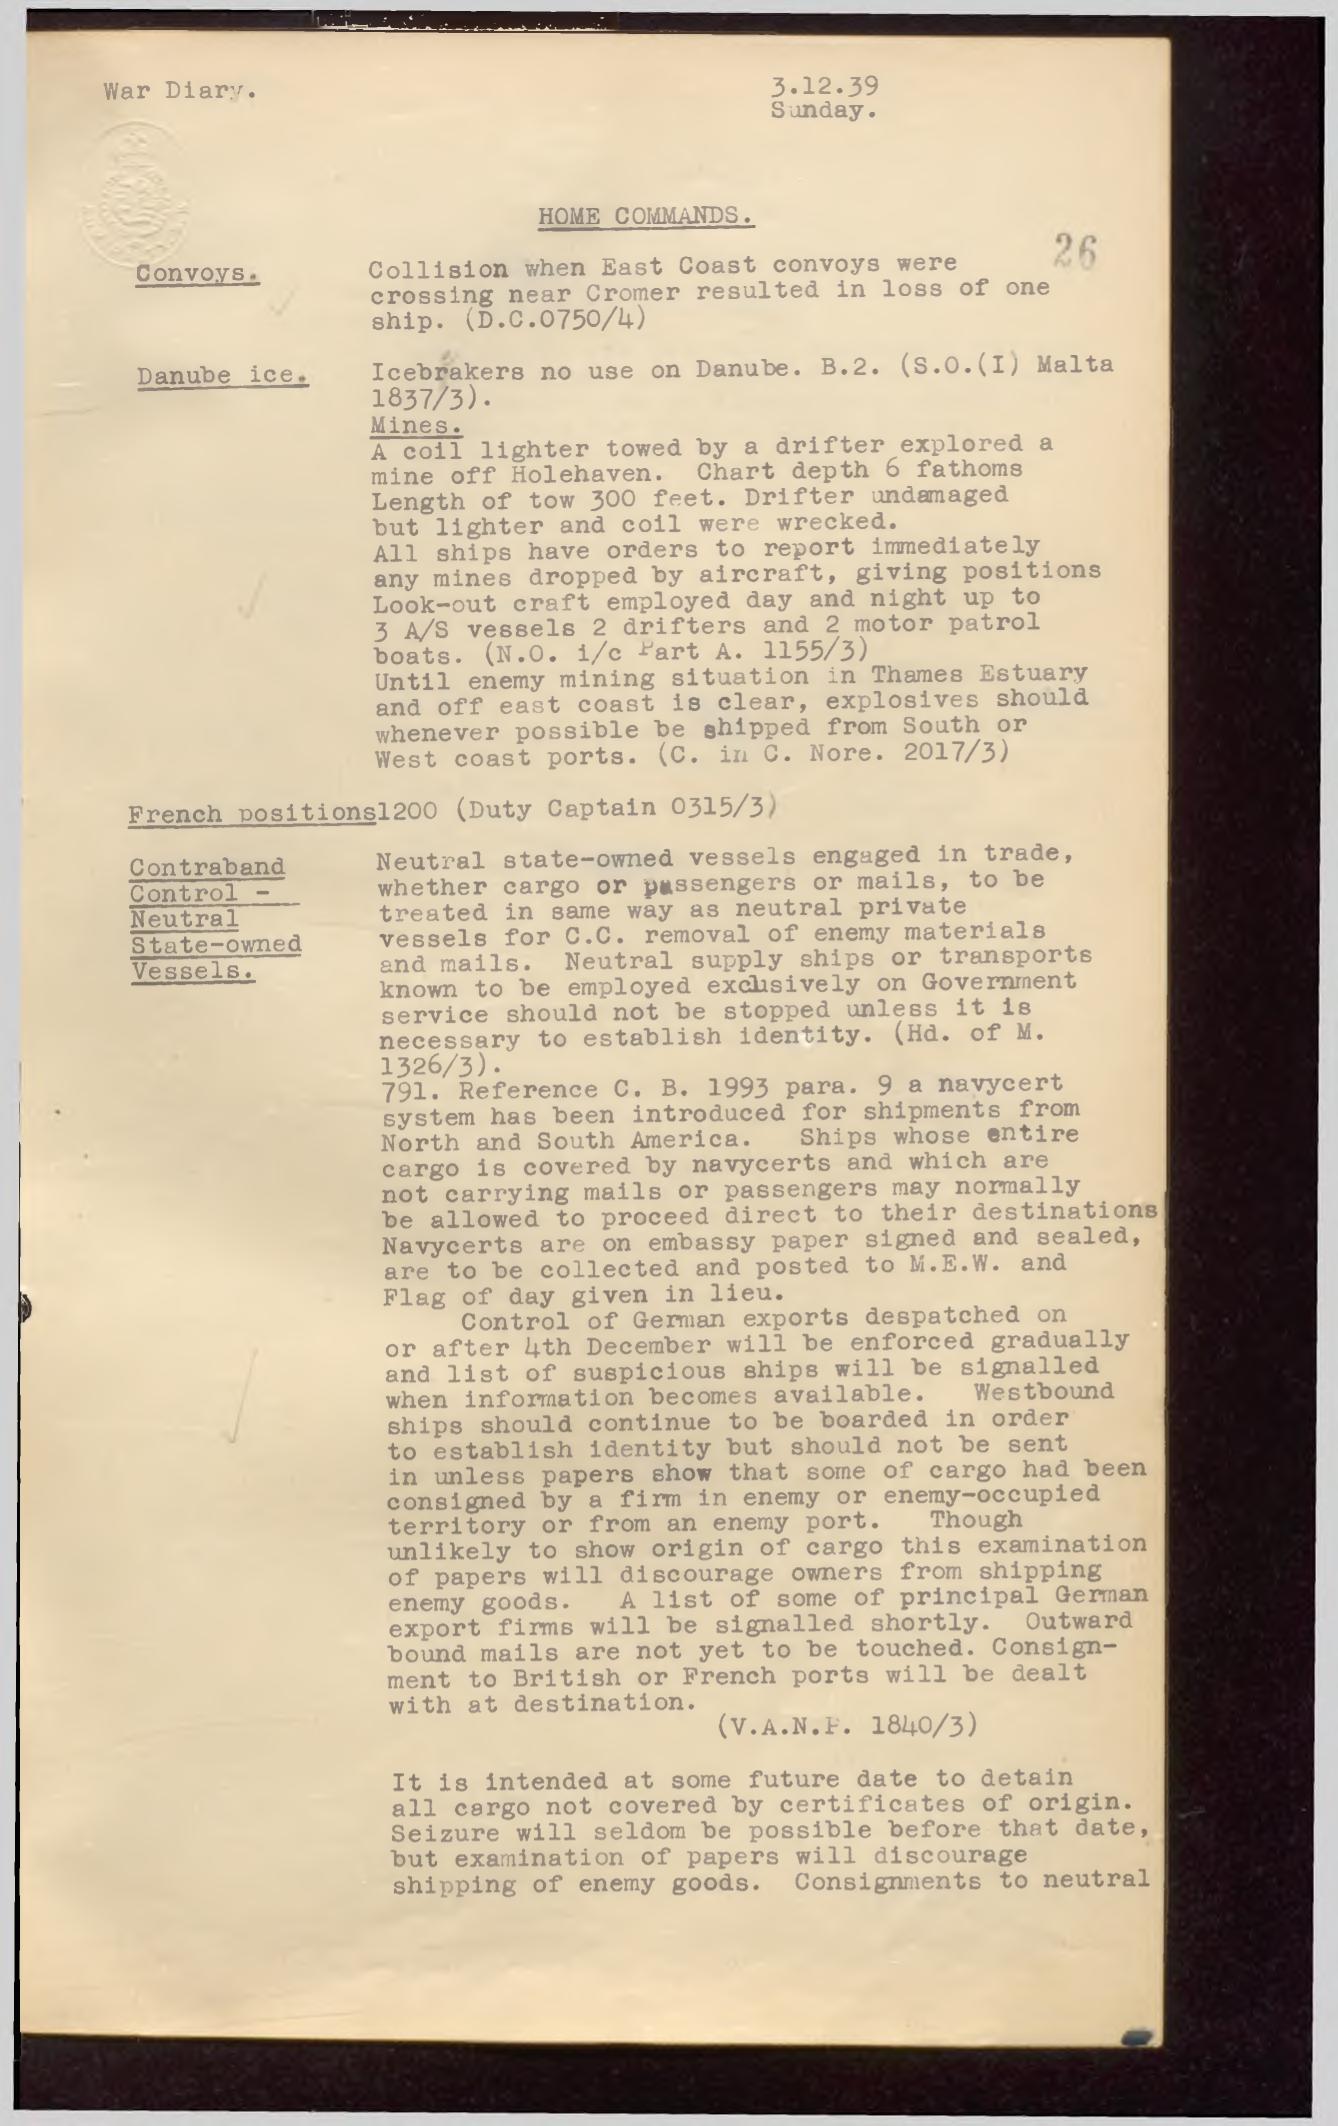 War Diary.
3.12.39
Sunday.
HOME COMMANDS.
26
Convoys.
Collision when East Coast convoys were
crossing near Cromer resulted in loss of one
ship. (D.C.0750/4)
Danube ice.
Icebrakers no use on Danube. B.2. (S.O.(I) Malta
1837/3).
Mines.
A coil lighter towed by a drifter explored a
mine off Holehaven. Chart depth 6 fathoms
Length of tow 300 feet. Drifter undamaged
but lighter and coil were wrecked.
All ships have orders to report immediately
any mines dropped by aircraft, giving positions
Look-out craft employed day and night up to
3 A/S vessels 2 drifters and 2 motor patrol
boats. (N.O. i/c Part A. 1155/3)
Until enemy mining situation in Thames Estuary
and off east coast is clear, explosives should
whenever possible be shipped from South or
West coast ports. (C. in C. Nore. 2017/3)
French positions1200 (Duty Captain 0315/3)
Contraband
Control -
Neutral
State-owned
Vessels.
Neutral state-owned vessels engaged in trade,
whether cargo or passengers or mails, to be
treated in same way as neutral private
vessels for C.C. removal of enemy materials
and mails. Neutral supply ships or transports
known to be employed exclusively on Government
service should not be stopped unless it is
necessary to establish identity. (Hd. of M.
1326/3).
791. Reference C. B. 1993 para. 9 a navycert
system has been introduced for shipments from
North and South America. Ships whose entire
cargo is covered by navycerts and which are
not carrying mails or passengers may normally
be allowed to proceed direct to their destinations
Navycerts are on embassy paper signed and sealed,
are to be collected and posted to M.E.W. and
Flag of day given in lieu.
Control of German exports despatched on
or after 4th December will be enforced gradually
and list of suspicious ships will be signalled
when information becomes available. Westbound
ships should continue to be boarded in order
to establish identity but should not be sent
in unless papers show that some of cargo had been
consigned by a firm in enemy or enemy-occupied
territory or from an enemy port. Though
unlikely to show origin of cargo this examination
of papers will discourage owners from shipping
enemy goods. A list of some of principal German
export firms will be signalled shortly. Outward
bound mails are not yet to be touched. Consign-
ment to British or French ports will be dealt
with at destination.
(V.A.N.P. 1840/3)
It is intended at some future date to detain
all cargo not covered by certificates of origin.
Seizure will seldom be possible before that date,
but examination of papers will discourage
shipping of enemy goods. Consignments to neutral